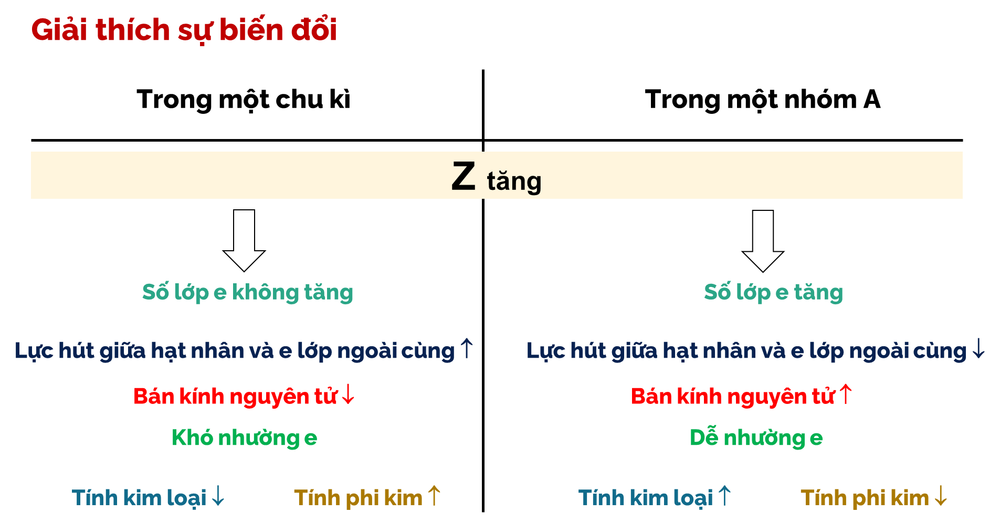 Giải thích sự biến đổi
Trong một chu kì
Trong một nhóm A
Z tăng
Số lớp e không tăng
Lực hút giữa hạt nhân và e lớp ngoài cùng ↑
Bán kính nguyên tử ↓
Khó nhường e
Tính kim loại ↓ Tính phi kim ↑
Số lớp e tăng
Lực hút giữa hạt nhân và e lớp ngoài cùng ↓
Bán kính nguyên tử ↑
Dễ nhường e
Tính kim loại ↑ Tính phi kim ↓